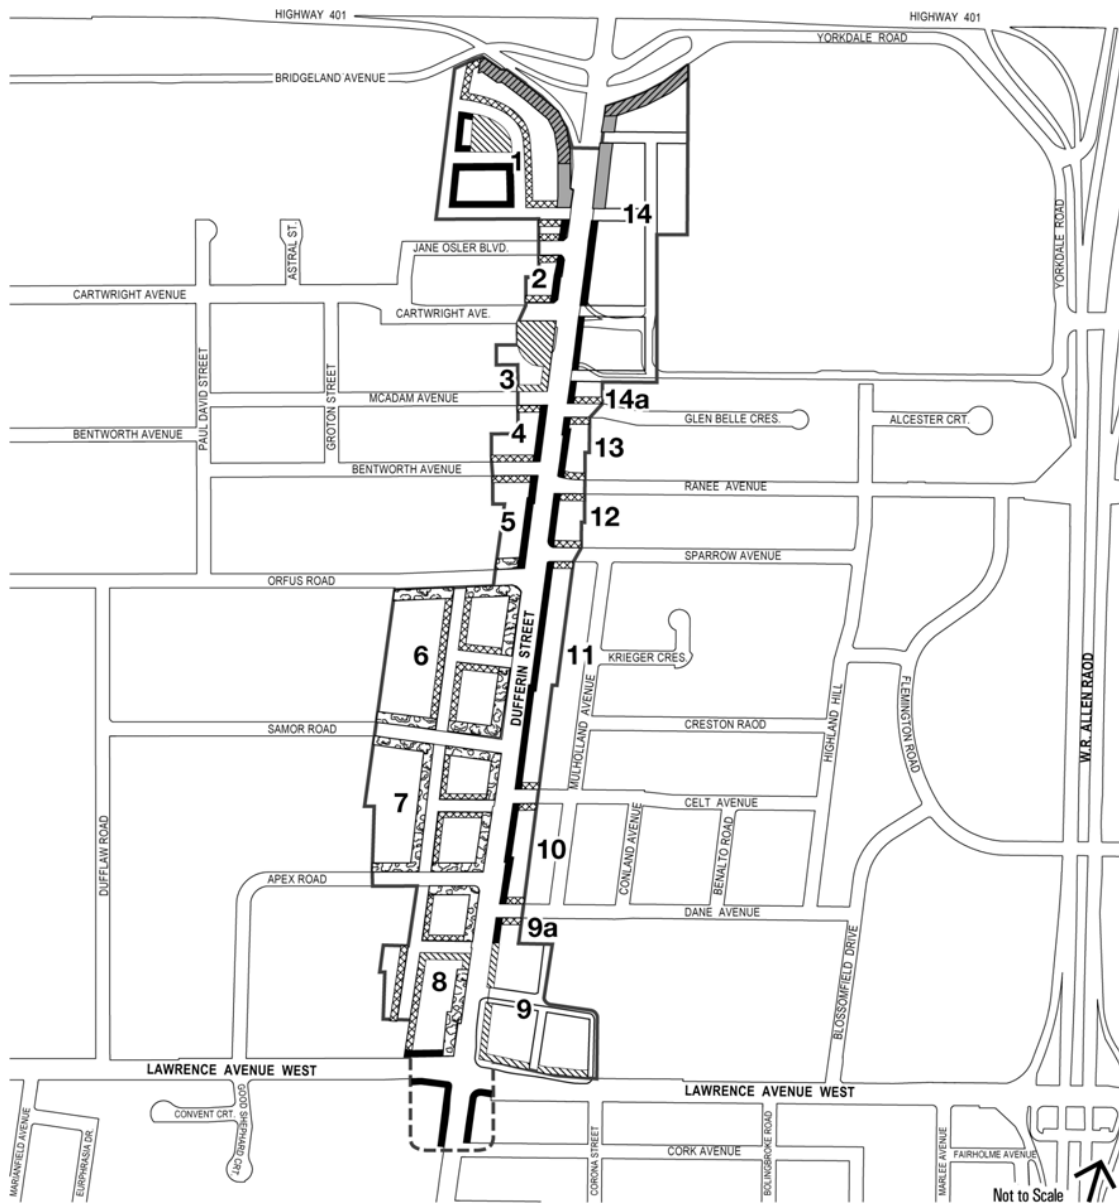 HIGHWAY 401
HIGHWAY 401
YORKDALE ROAD
BRIDGELAND AVENUE
1
14
YORKDALE ROAD
ASTRAL ST.
JANE OSLER BLVD.
2
CARTWRIGHT AVENUE
CARTWRIGHT AVE.
PAUL DAVID STREET
GROTON STREET
3
MCADAM AVENUE
14a
GLEN BELLE CRES.
ALCESTER CRT.
BENTWORTH AVENUE
4
13
BENTWORTH AVENUE
RANEE AVENUE
5
12
SPARROW AVENUE
ORFUS ROAD
DUFFERIN STREET
6
11
KRIEGER CRES.
MULHOLLAND AVENUE
HIGHLAND HILL
FLEMINGTON ROAD
W.R. ALLEN RAOD
SAMOR ROAD
CRESTON RAOD
7
CELT AVENUE
DUFFLAW ROAD
10
CONLAND AVENUE
BENALTO ROAD
APEX ROAD
DANE AVENUE
9a
BLOSSOMFIELD DRIVE
8
9
LAWRENCE AVENUE WEST
LAWRENCE AVENUE WEST
MARIANFIELD AVENUE
EURPHRASIA DR.
CONVENT CRT.
GOOD SHEPHARD CRT
CORONA STREET
CORK AVENUE
BOLINGBROKE ROAD
MARLEE AVENUE
FAIRHOLME AVENUE
Not to Scale